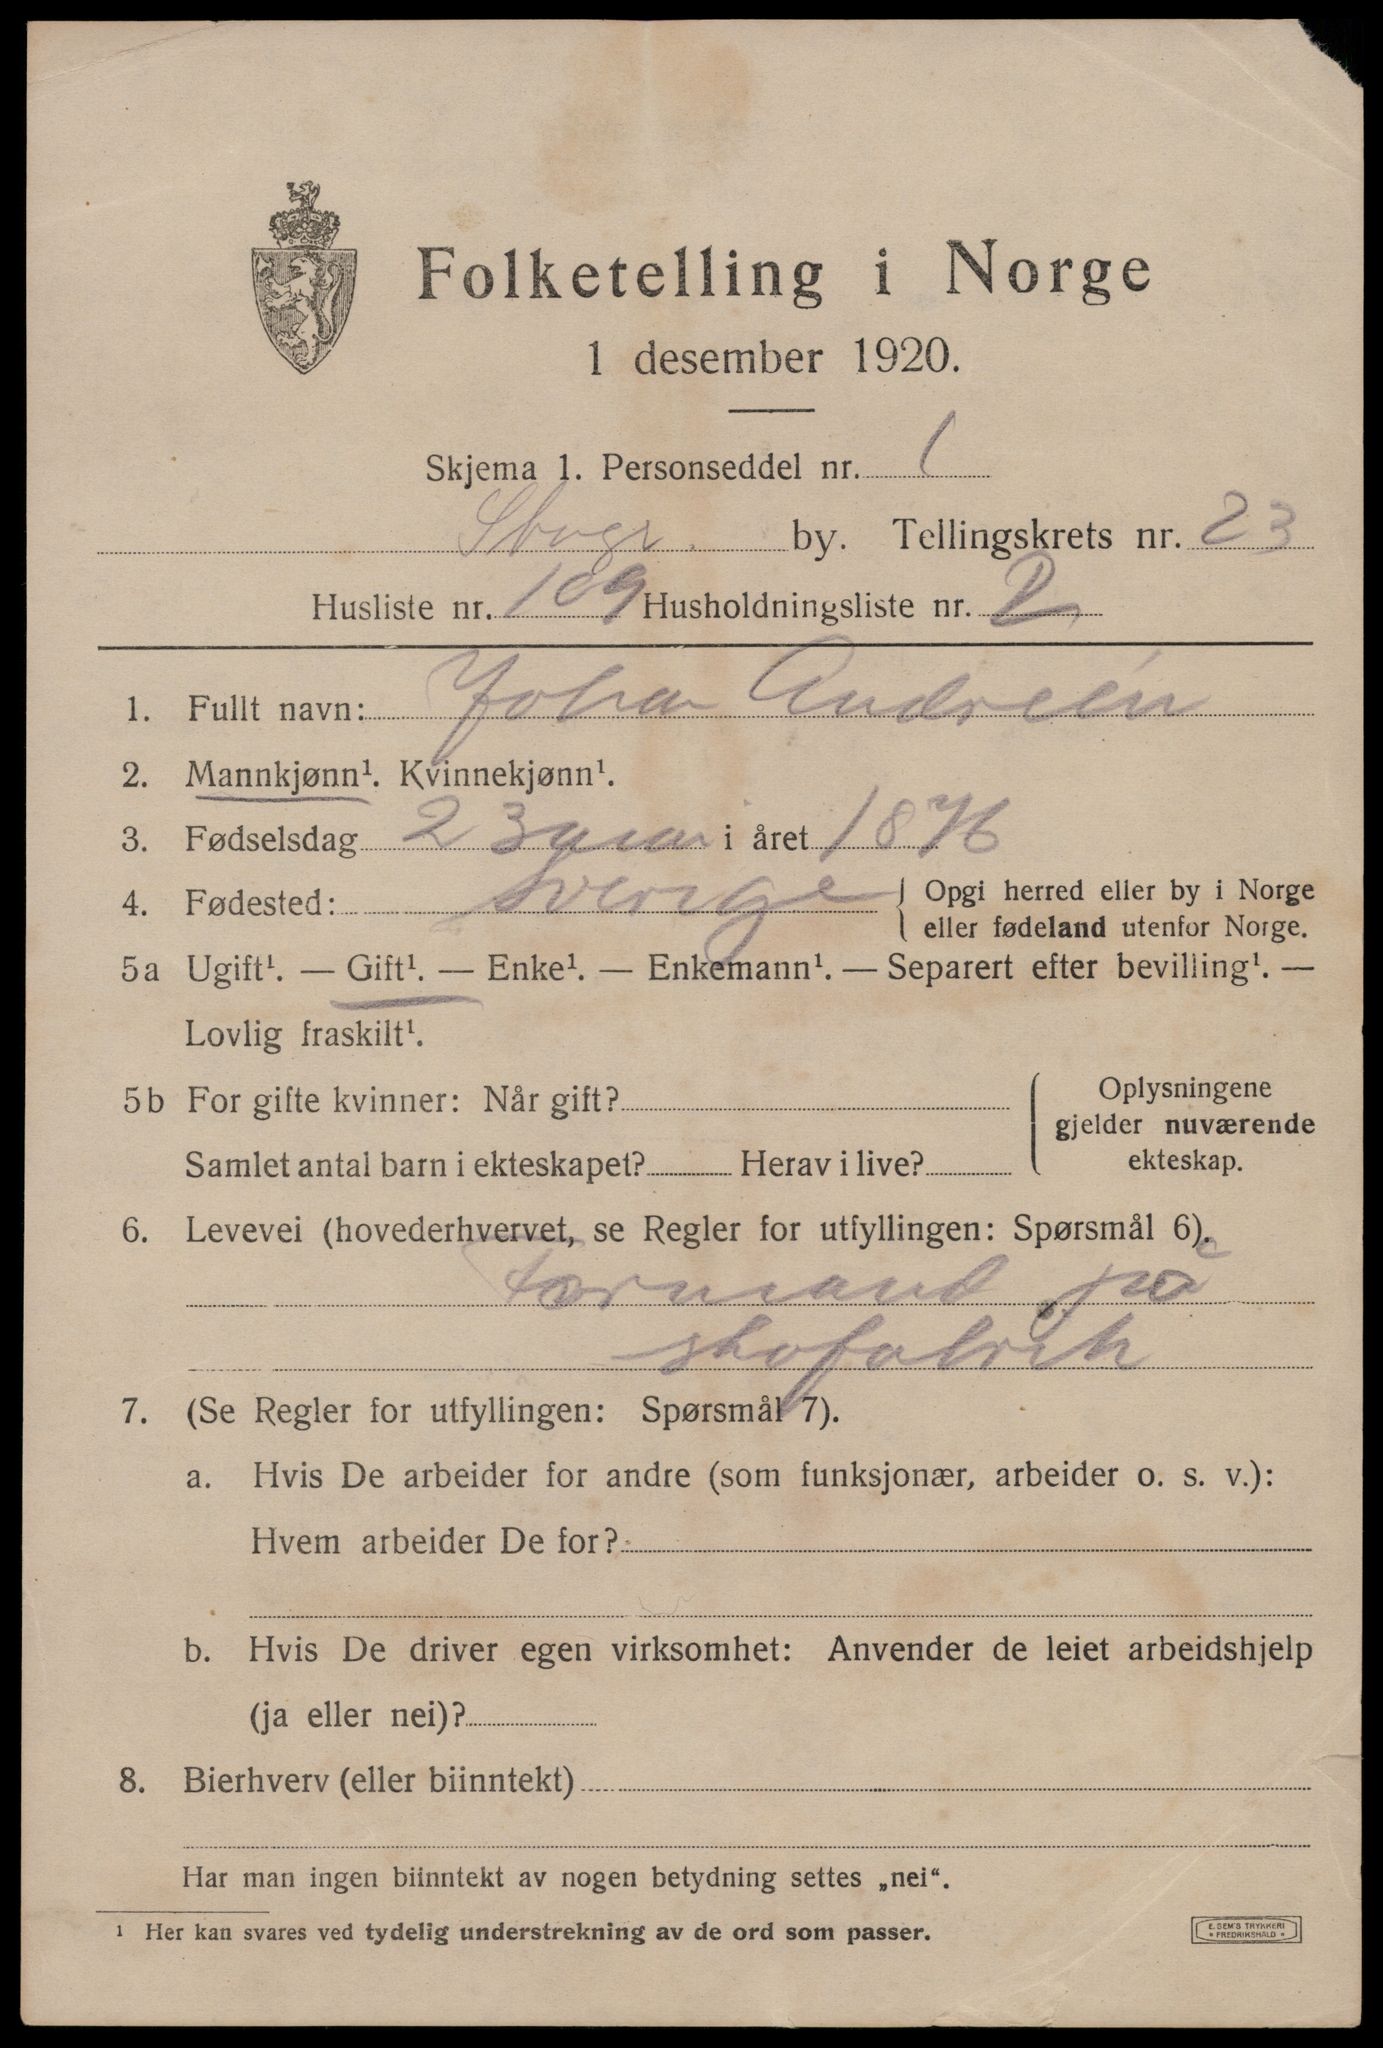 Folketelling i Norge
1 desember 1920.
Skjema 1. Personseddel nr. 1
Stvgr. by. Tellingskrets nr. 23
Husliste nr. 109 Husholdningsliste nr. 2
1. Fullt navn: Johan Andreén
2. Mannkjønn¹. Kvinnekjønn¹.
3. Fødselsdag 23 januar i året 1876
4. Fødested: Sverige { Opgi herred eller by i Norge
eller fødeland utenfor Norge.
5a Ugift¹. — Gift¹. — Enke¹. — Enkemann¹. — Separert efter bevilling¹. —
Lovlig fraskilt¹.
5b For gifte kvinner: Når gift? { Oplysningene
gjelder nuværende
Samlet antal barn i ekteskapet? Herav i live? ekteskap.
6. Levevei (hovederhvervet, se Regler for utfyllingen: Spørsmål 6).
Formand på
skofabrik
7. (Se Regler for utfyllingen: Spørsmål 7).
a. Hvis De arbeider for andre (som funksjonær, arbeider o. s. v.):
Hvem arbeider De for?
b. Hvis De driver egen virksomhet: Anvender de leiet arbeidshjelp
(ja eller nei)?
8. Bierhverv (eller biinntekt)
Har man ingen biinntekt av nogen betydning settes „nei“.
¹ Her kan svares ved tydelig understrekning av de ord som passer.
E. SEM'S TRYKKERI
* FREDRIKSHALD *